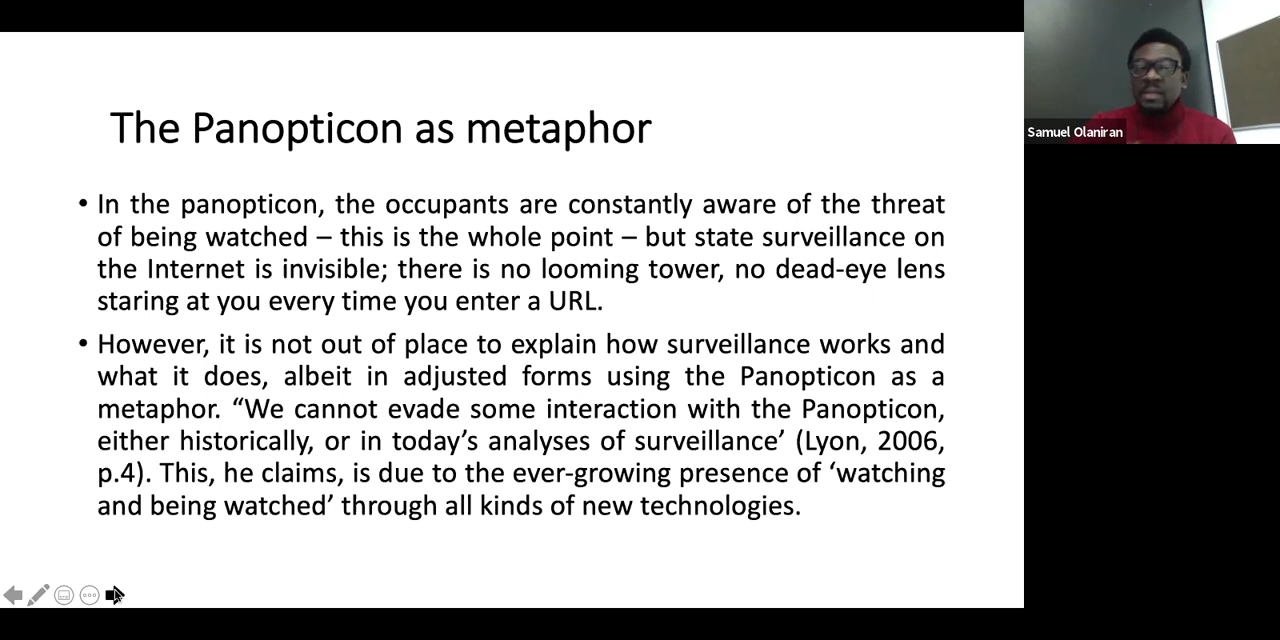 The Panopticon as metaphor
• In the panopticon, the occupants are constantly aware of the threat
of being watched – this is the whole point – but state surveillance on
the Internet is invisible; there is no looming tower, no dead-eye lens
staring at you every time you enter a URL.
• However, it is not out of place to explain how surveillance works and
what it does, albeit in adjusted forms using the Panopticon as a
metaphor. “We cannot evade some interaction with the Panopticon,
either historically, or in today’s analyses of surveillance’ (Lyon, 2006,
p.4). This, he claims, is due to the ever-growing presence of ‘watching
and being watched’ through all kinds of new technologies.
Samuel Olaniran